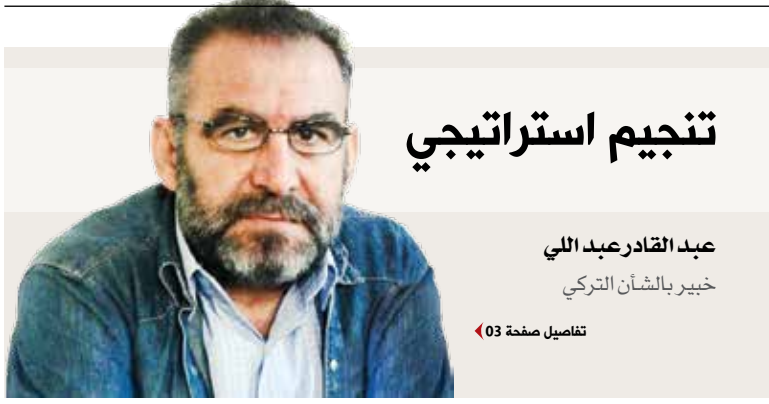 تنجيم استراتيجي
عبد القادر عبد اللي
خبير بالشأن التركي
تفاصيل صفحة 03